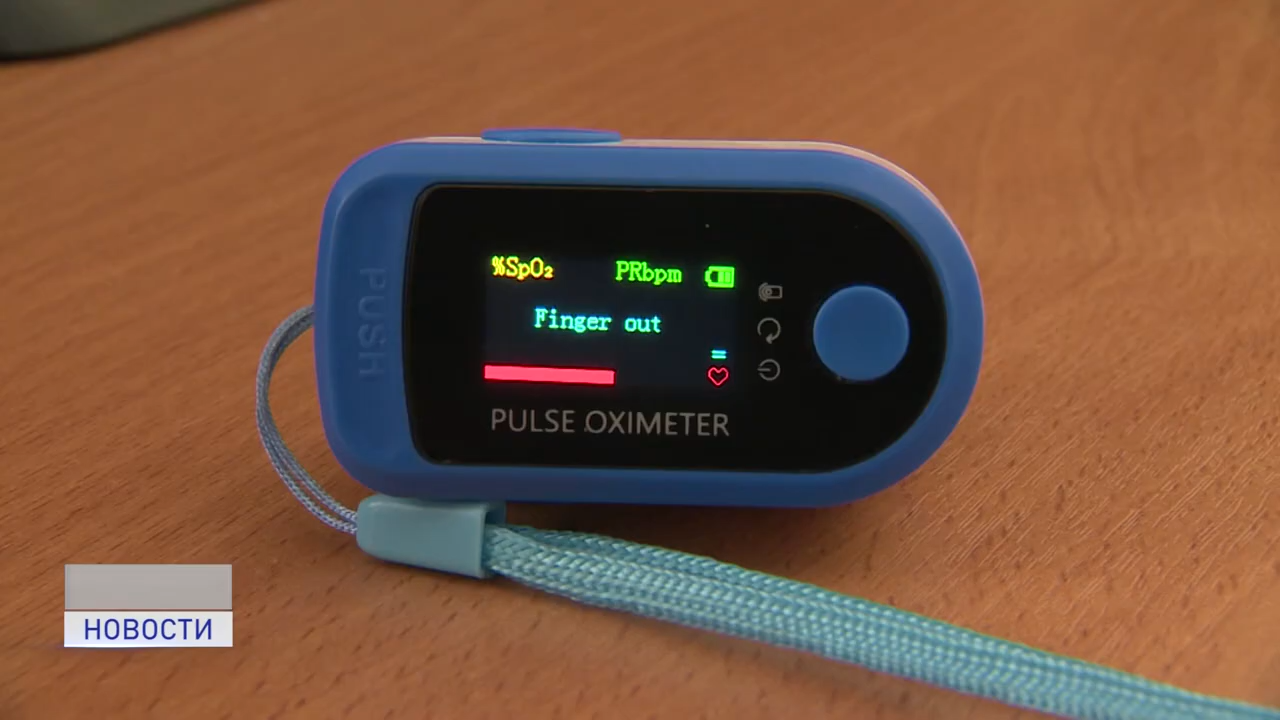 %SpO₂ PRbpm
Finger out
PULSE OXIMETER
PUSH
НОВОСТИ